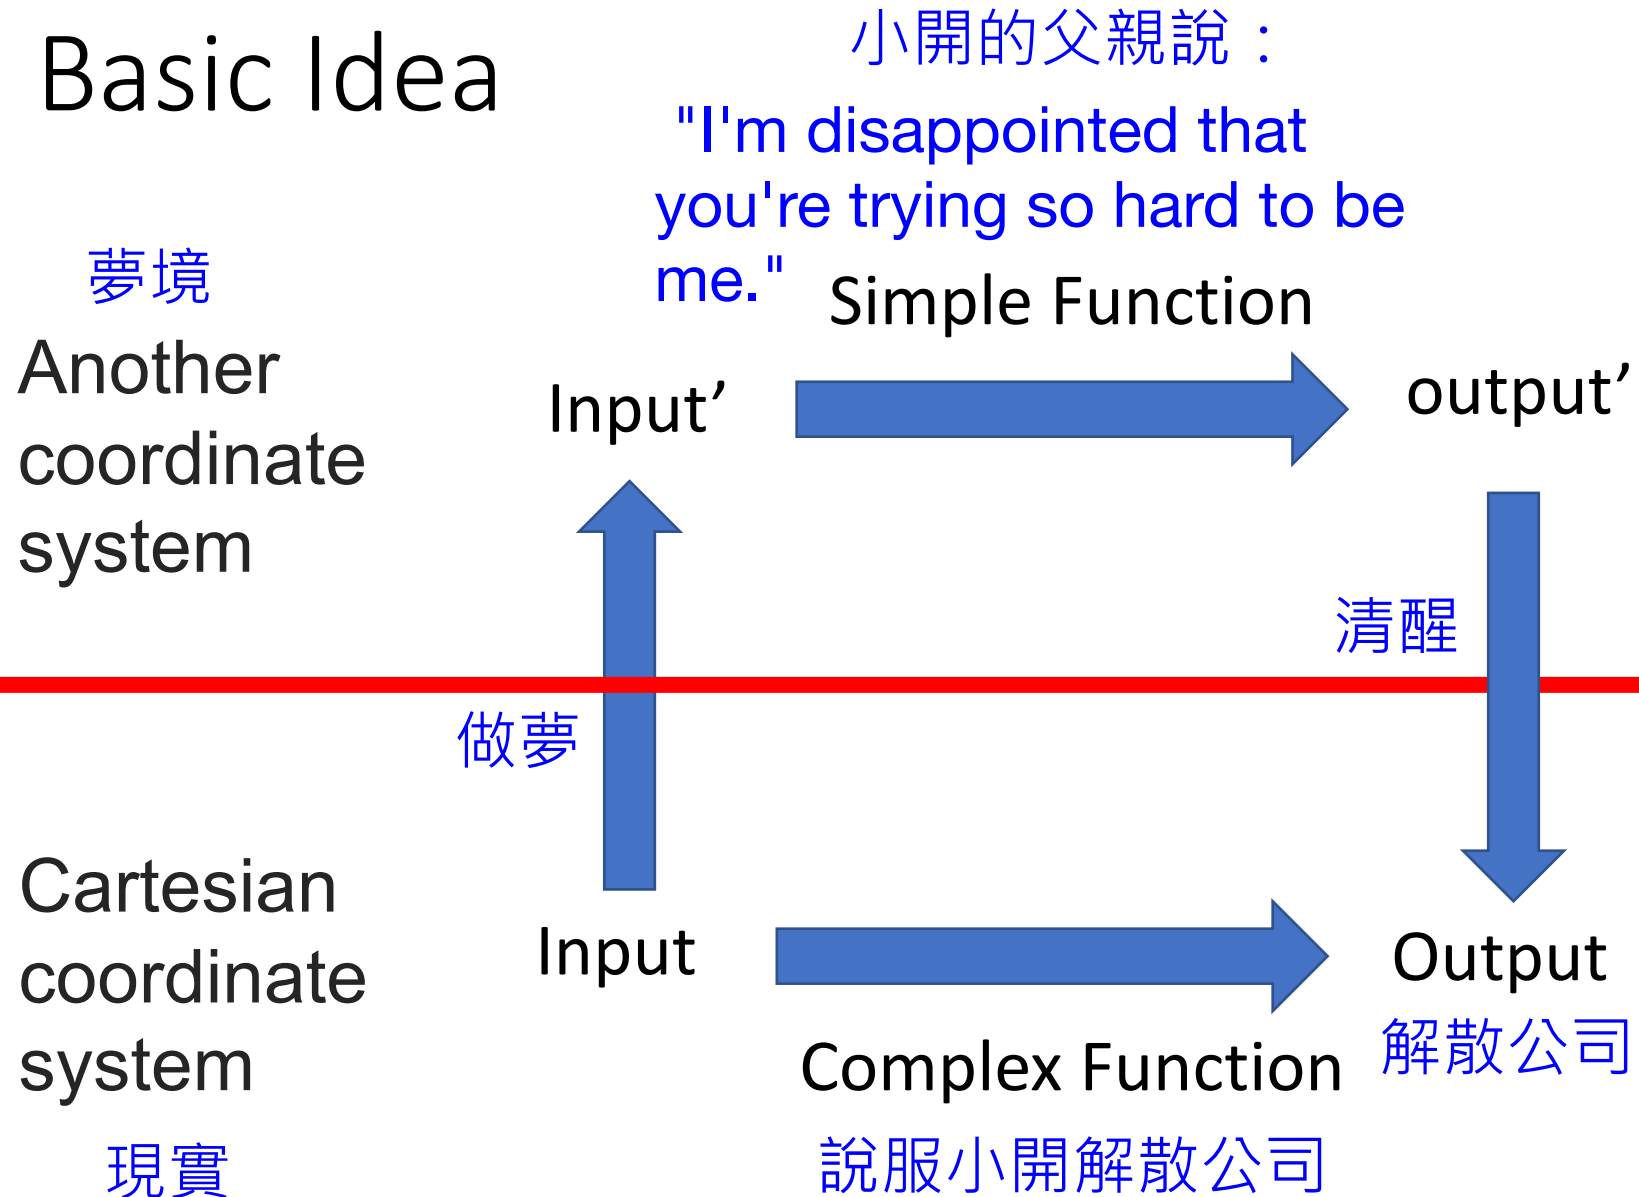 Basic Idea
小開的父親說：
"I'm disappointed that
you're trying so hard to be
me."
夢境
Simple Function
Another
coordinate
system
Input’
output’
清醒
做夢
Cartesian
coordinate
system
Input
Output
解散公司
Complex Function
現實
說服小開解散公司